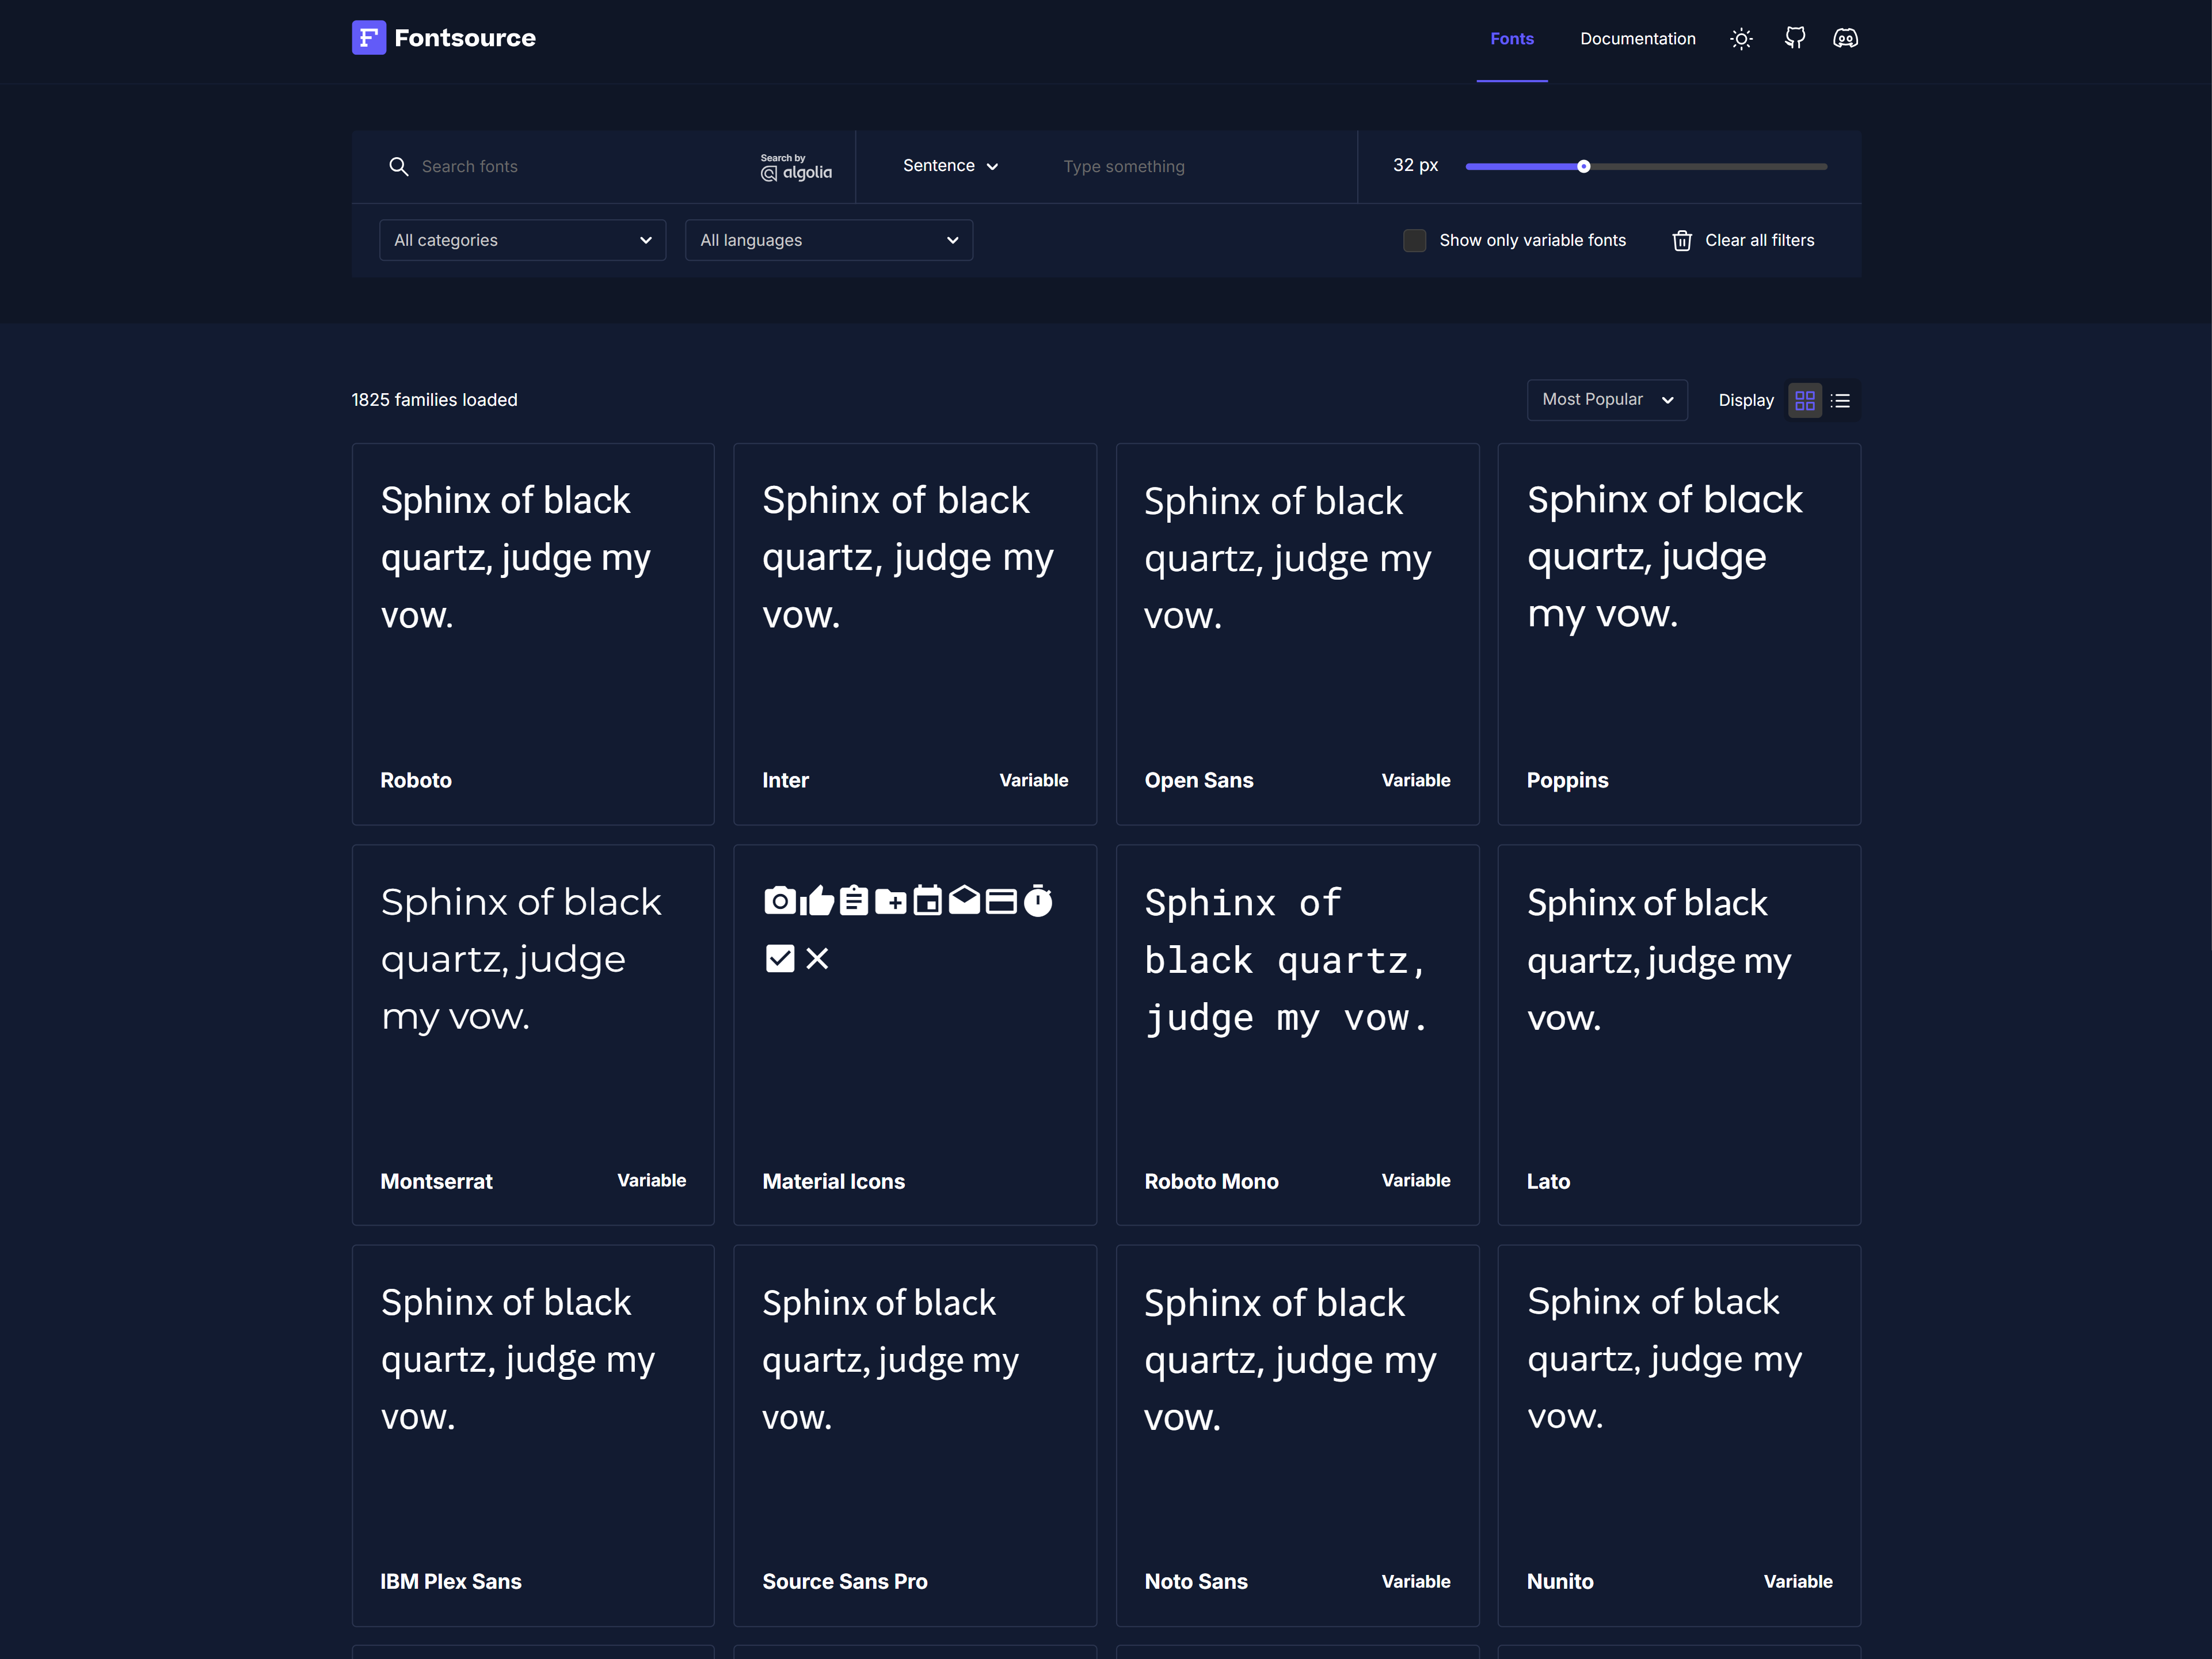 Fontsource
Fonts
Documentation
Search fonts
Search by
algolia
Sentence
Type something
32 px
All categories
All languages
Show only variable fonts
Clear all filters
1825 families loaded
Most Popular
Display
Sphinx of black
quartz, judge my
vow.
Roboto
Sphinx of black
quartz, judge my
vow.
Inter
Variable
Sphinx of black
quartz, judge my
vow.
Open Sans
Variable
Sphinx of black
quartz, judge
my vow.
Poppins
Sphinx of black
quartz, judge
my vow.
Montserrat
Variable
Material Icons
Sphinx of
black quartz,
judge my vow.
Roboto Mono
Variable
Sphinx of black
quartz, judge my
vow.
Lato
Sphinx of black
quartz, judge my
vow.
IBM Plex Sans
Sphinx of black
quartz, judge my
vow.
Source Sans Pro
Sphinx of black
quartz, judge my
vow.
Noto Sans
Variable
Sphinx of black
quartz, judge my
vow.
Nunito
Variable